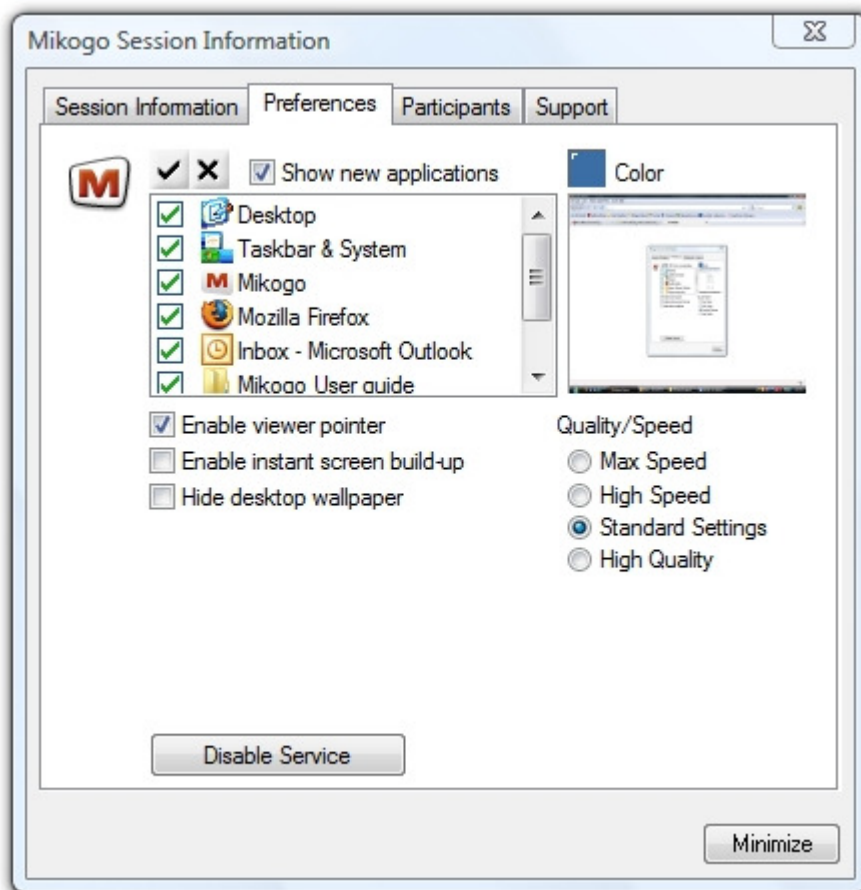 Mikogo Session Information
Session Information Preferences Participants Support
M Show new applications Color
Desktop
Taskbar & System
M Mikogo
Mozilla Firefox
Inbox - Microsoft Outlook
Mikogo User guide
Enable viewer pointer
Enable instant screen build-up
Hide desktop wallpaper
Quality/Speed
Max Speed
High Speed
Standard Settings
High Quality
Disable Service
Minimize